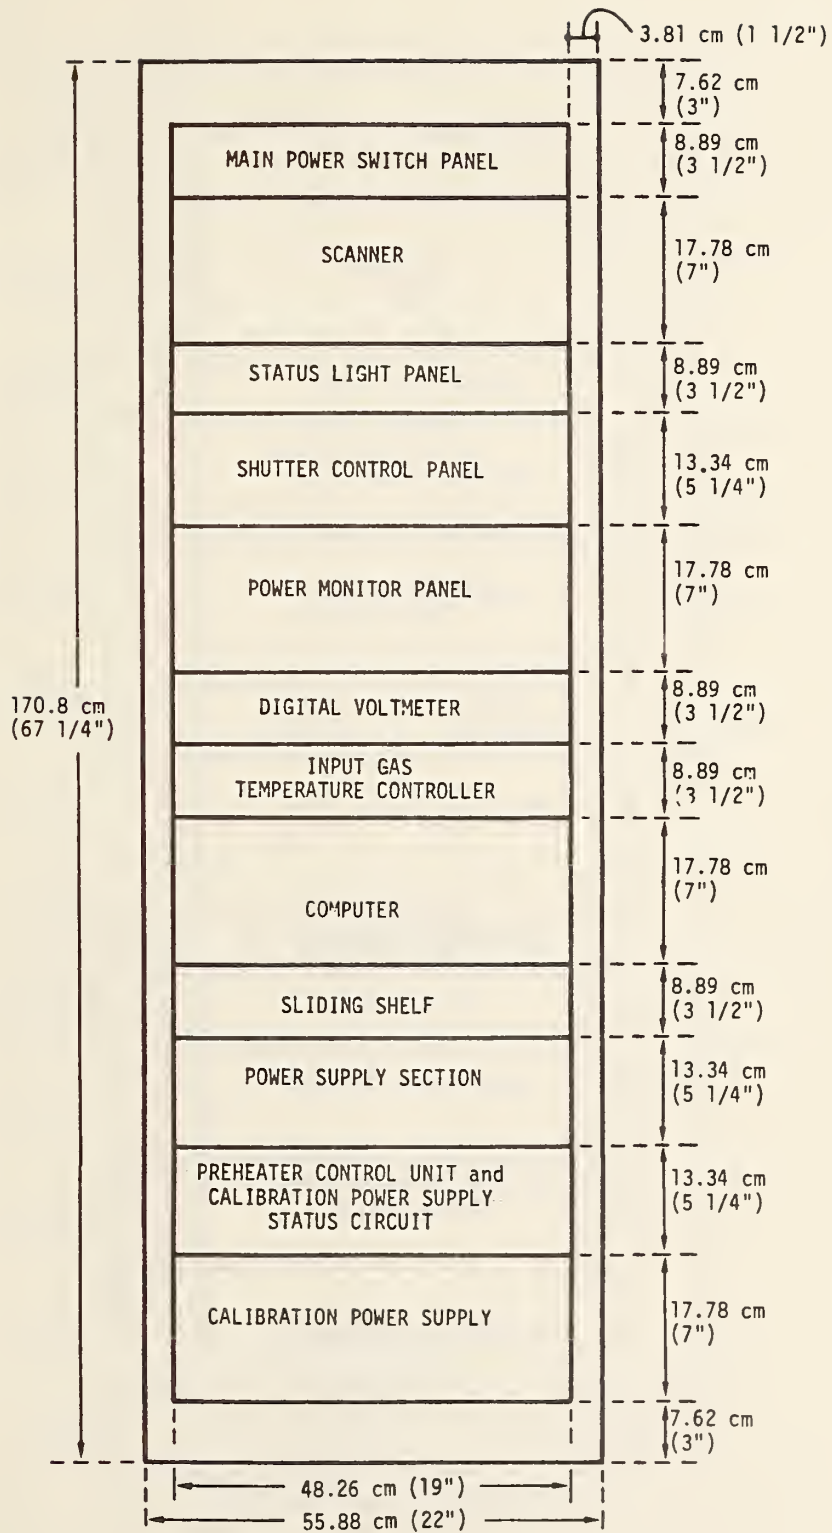 3.81 cm (1 1/2")
7.62 cm
(3")
MAIN POWER SWITCH PANEL
8.89 cm
(3 1/2")
SCANNER
17.78 cm
(7")
STATUS LIGHT PANEL
8.89 cm
(3 1/2")
SHUTTER CONTROL PANEL
13.34 cm
(5 1/4")
POWER MONITOR PANEL
17.78 cm
(7")
170.8 cm
(67 1/4")
DIGITAL VOLTMETER
8.89 cm
(3 1/2")
INPUT GAS
TEMPERATURE CONTROLLER
8.89 cm
(3 1/2")
COMPUTER
17.78 cm
(7")
SLIDING SHELF
8.89 cm
(3 1/2")
POWER SUPPLY SECTION
13.34 cm
(5 1/4")
PREHEATER CONTROL UNIT and
CALIBRATION POWER SUPPLY
STATUS CIRCUIT
13.34 cm
(5 1/4")
CALIBRATION POWER SUPPLY
17.78 cm
(7")
7.62 cm
(3")
48.26 cm (19")
55.88 cm (22")